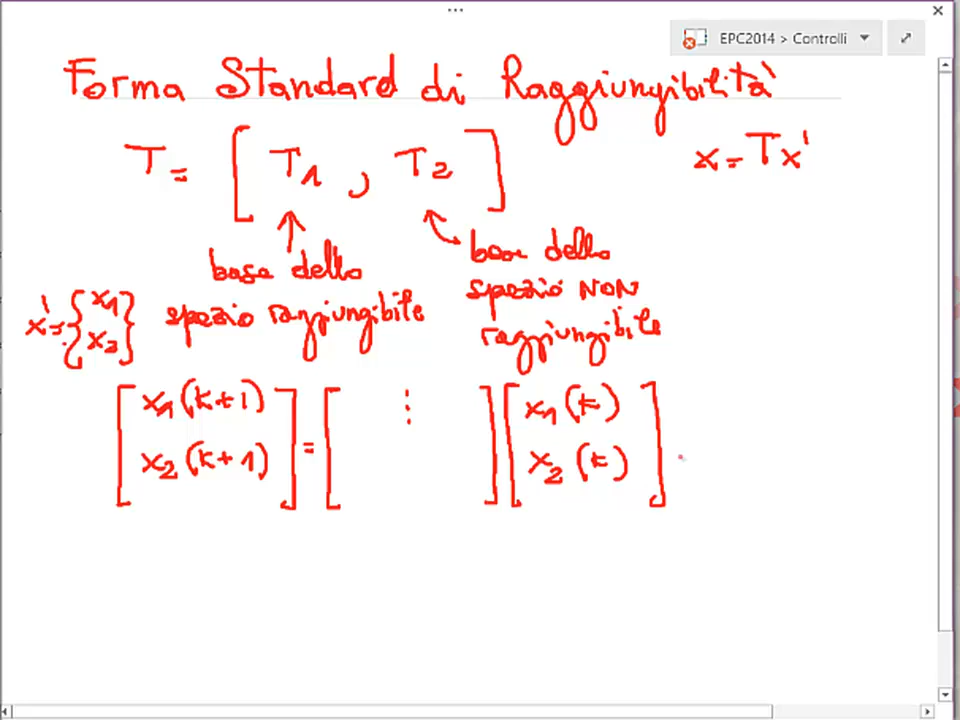 EPC2014 > Controlli
Forma Standard di Raggiungibilità
T = [ T1 , T2 ]
x = Tx'
base dello
spazio raggiungibile
base dello
spazio NON
raggiungibile
x' = { x1 x2 }
[ x1 (k+1) x2 (k+1) ] = [ ⋮ ] [ x1 (k) x2 (k) ]